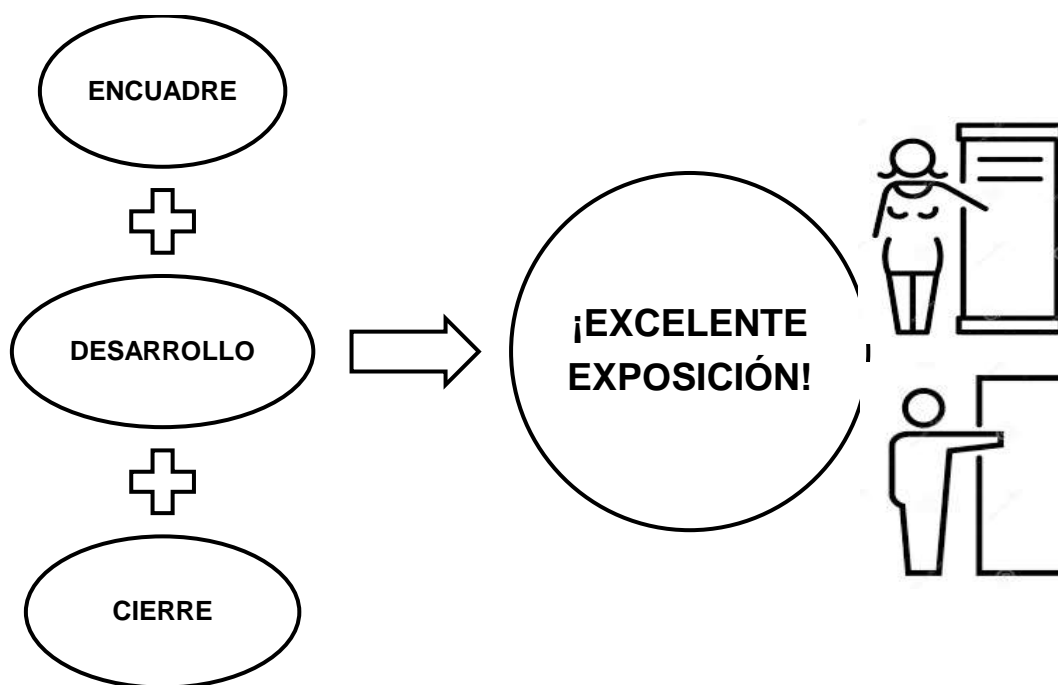 ENCUADRE
DESARROLLO
CIERRE
¡EXCELENTE
EXPOSICIÓN!